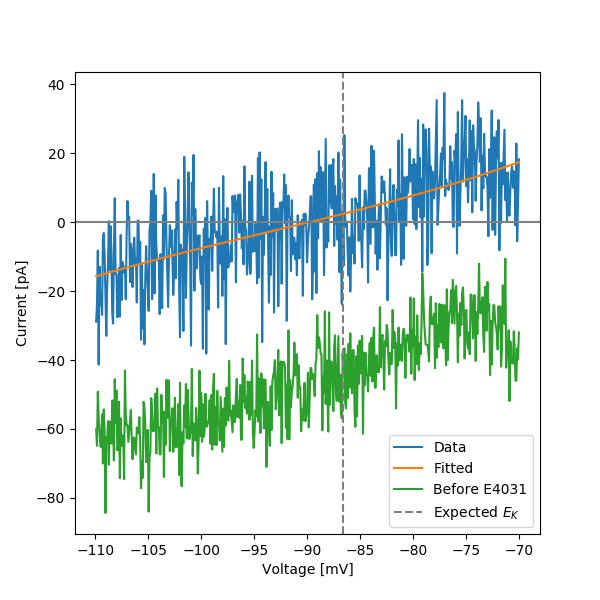 40
20
0
−20
−40
−60
−80
Current [pA]
Data
Fitted
Before E4031
Expected E_K
−110 −105 −100 −95 −90 −85 −80 −75 −70
Voltage [mV]